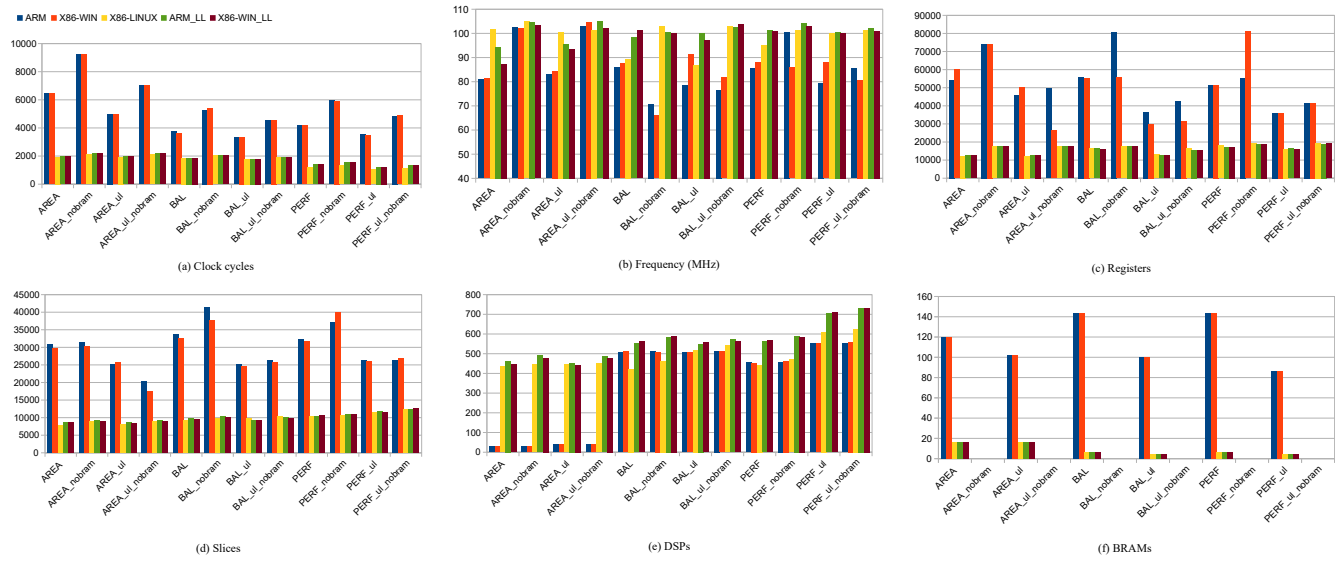 ARM X86-WIN X86-LINUX ARM_LL X86-WIN_LL
10000
8000
6000
4000
2000
0
AREA
AREA_nobram
AREA_ul
AREA_ul_nobram
BAL
BAL_nobram
BAL_ul
BAL_ul_nobram
PERF
PERF_nobram
PERF_ul
PERF_ul_nobram
(a) Clock cycles
110
100
90
80
70
60
50
40
AREA
AREA_nobram
AREA_ul
AREA_ul_nobram
BAL
BAL_nobram
BAL_ul
BAL_ul_nobram
PERF
PERF_nobram
PERF_ul
PERF_ul_nobram
(b) Frequency (MHz)
90000
80000
70000
60000
50000
40000
30000
20000
10000
0
AREA
AREA_nobram
AREA_ul
AREA_ul_nobram
BAL
BAL_nobram
BAL_ul
BAL_ul_nobram
PERF
PERF_nobram
PERF_ul
PERF_ul_nobram
(c) Registers
45000
40000
35000
30000
25000
20000
15000
10000
5000
0
AREA
AREA_nobram
AREA_ul
AREA_ul_nobram
BAL
BAL_nobram
BAL_ul
BAL_ul_nobram
PERF
PERF_nobram
PERF_ul
PERF_ul_nobram
(d) Slices
800
700
600
500
400
300
200
100
0
AREA
AREA_nobram
AREA_ul
AREA_ul_nobram
BAL
BAL_nobram
BAL_ul
BAL_ul_nobram
PERF
PERF_nobram
PERF_ul
PERF_ul_nobram
(e) DSPs
160
140
120
100
80
60
40
20
0
AREA
AREA_nobram
AREA_ul
AREA_ul_nobram
BAL
BAL_nobram
BAL_ul
BAL_ul_nobram
PERF
PERF_nobram
PERF_ul
PERF_ul_nobram
(f) BRAMs